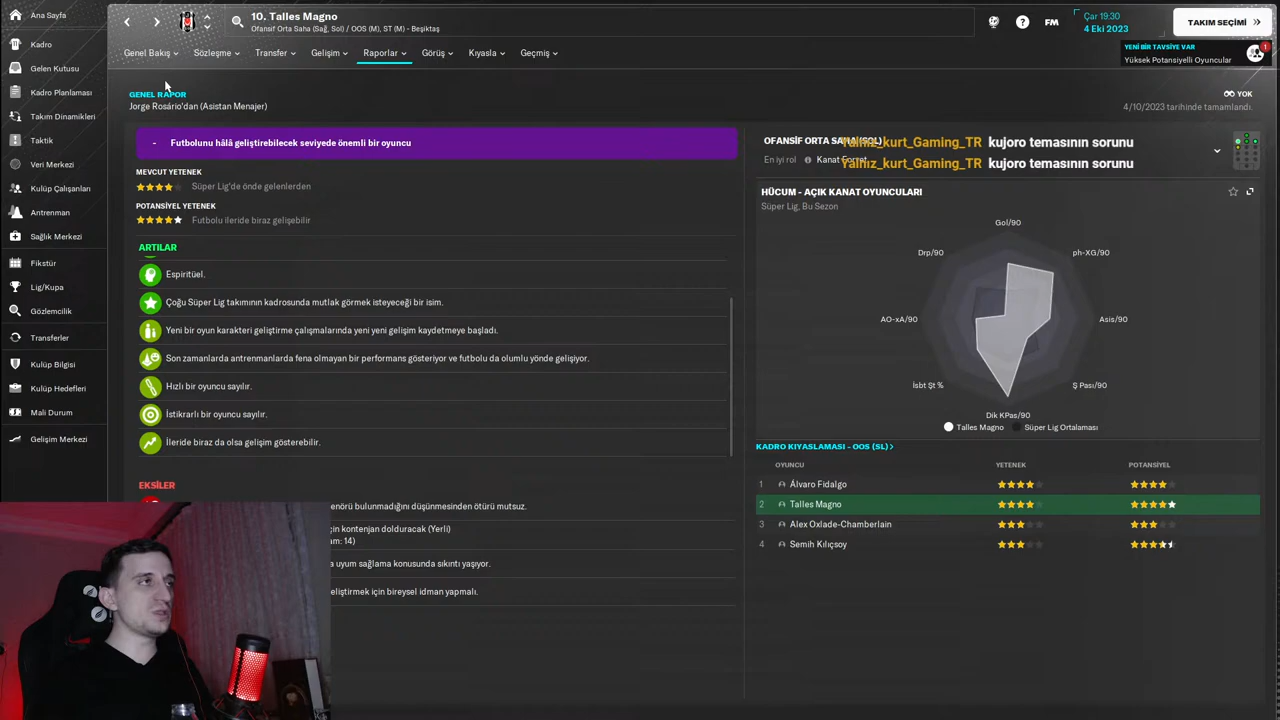 Ana Sayfa
Kadro
Gelen Kutusu
Kadro Planlaması
Takım Dinamikleri
Taktik
Veri Merkezi
Kulüp Çalışanları
Antrenman
Sağlık Merkezi
Fikstür
Lig/Kupa
Gözlemcilik
Transferler
Kulüp Bilgisi
Kulüp Hedefleri
Mali Durum
Gelişim Merkezi
10. Talles Magno
Ofansif Orta Saha (Sağ, Sol) / OOS (M), ST (M) - Beşiktaş
FM
Çar 19:30
4 Eki 2023
TAKIM SEÇİMİ
YENİ BİR TAVSİYE VAR
Yüksek Potansiyelli Oyuncular
1
Genel Bakış
Sözleşme
Transfer
Gelişim
Raporlar
Görüş
Kıyasla
Geçmiş
GENEL RAPOR
Jorge Rosário'dan (Asistan Menajer)
YOK
4/10/2023 tarihinde tamamlandı.
- Futbolunu hâlâ geliştirebilecek seviyede önemli bir oyuncu
MEVCUT YETENEK
Süper Lig'de önde gelenlerden
POTANSİYEL YETENEK
Futbolu ileride biraz gelişebilir
ARTILAR
Espiritüel.
Çoğu Süper Lig takımının kadrosunda mutlak görmek isteyeceği bir isim.
Yeni bir oyun karakteri geliştirme çalışmalarında yeni yeni gelişim kaydetmeye başladı.
Son zamanlarda antrenmanlarda fena olmayan bir performans gösteriyor ve futbolu da olumlu yönde gelişiyor.
Hızlı bir oyuncu sayılır.
İstikrarlı bir oyuncu sayılır.
İleride biraz da olsa gelişim gösterebilir.
EKSİLER
enörü bulunmadığını düşünmesinden ötürü mutsuz.
için kontenjan dolduracak (Yerli)
am: 14)
a uyum sağlama konusunda sıkıntı yaşıyor.
eliştirmek için bireysel idman yapmalı.
OFANSİF ORTA SAHA (SOL)
En iyi rol Kanat Forvet
Yalnız_kurt_Gaming_TR kujoro temasının sorunu
Yalnız_kurt_Gaming_TR kujoro temasının sorunu
HÜCUM - AÇIK KANAT OYUNCULARI
Süper Lig, Bu Sezon
Gol/90
Drp/90
ph-XG/90
AO-xA/90
Asis/90
İsbt Şt %
Ş Pası/90
Dik KPas/90
Talles Magno
Süper Lig Ortalaması
KADRO KIYASLAMASI - OOS (SL)>
OYUNCU YETENEK POTANSİYEL
1 Álvaro Fidalgo
2 Talles Magno
3 Alex Oxlade-Chamberlain
4 Semih Kılıçsoy